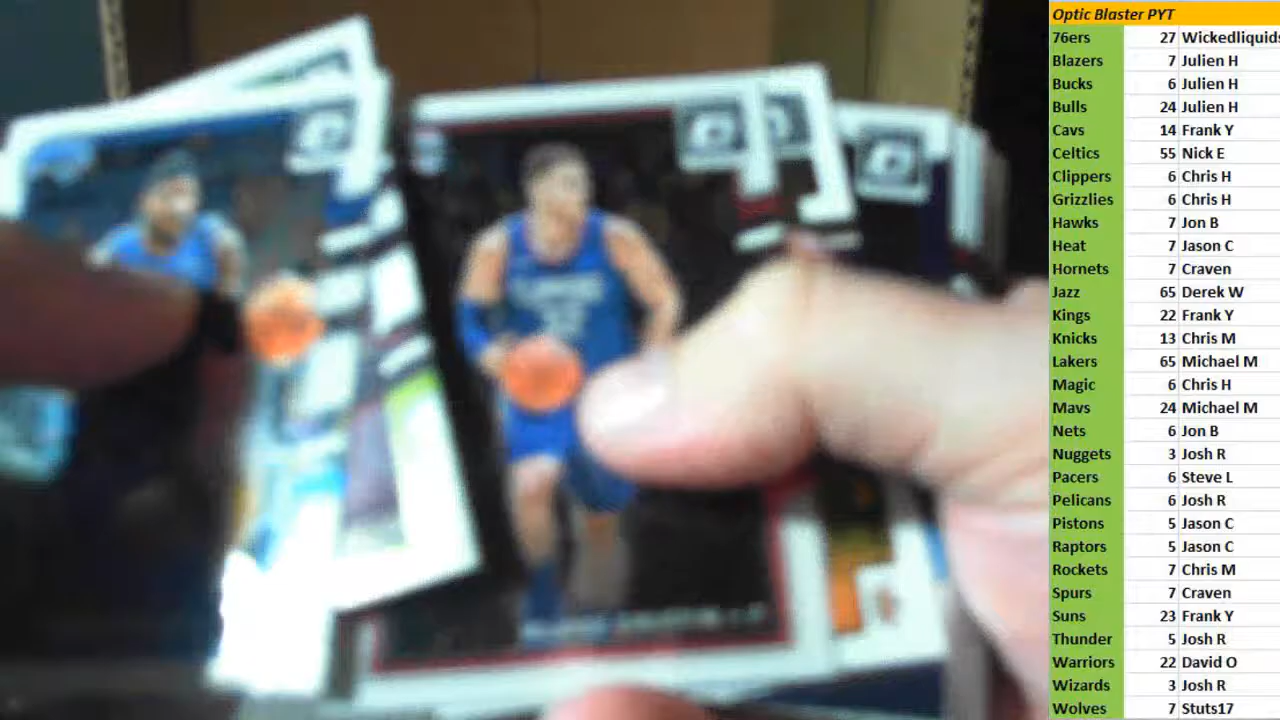 Optic Blaster PYT
76ers 27 Wickedliquids
Blazers 7 Julien H
Bucks 6 Julien H
Bulls 24 Julien H
Cavs 14 Frank Y
Celtics 55 Nick E
Clippers 6 Chris H
Grizzlies 6 Chris H
Hawks 7 Jon B
Heat 7 Jason C
Hornets 7 Craven
Jazz 65 Derek W
Kings 22 Frank Y
Knicks 13 Chris M
Lakers 65 Michael M
Magic 6 Chris H
Mavs 24 Michael M
Nets 6 Jon B
Nuggets 3 Josh R
Pacers 6 Steve L
Pelicans 6 Josh R
Pistons 5 Jason C
Raptors 5 Jason C
Rockets 7 Chris M
Spurs 7 Craven
Suns 23 Frank Y
Thunder 5 Josh R
Warriors 22 David O
Wizards 3 Josh R
Wolves 7 Stuts17